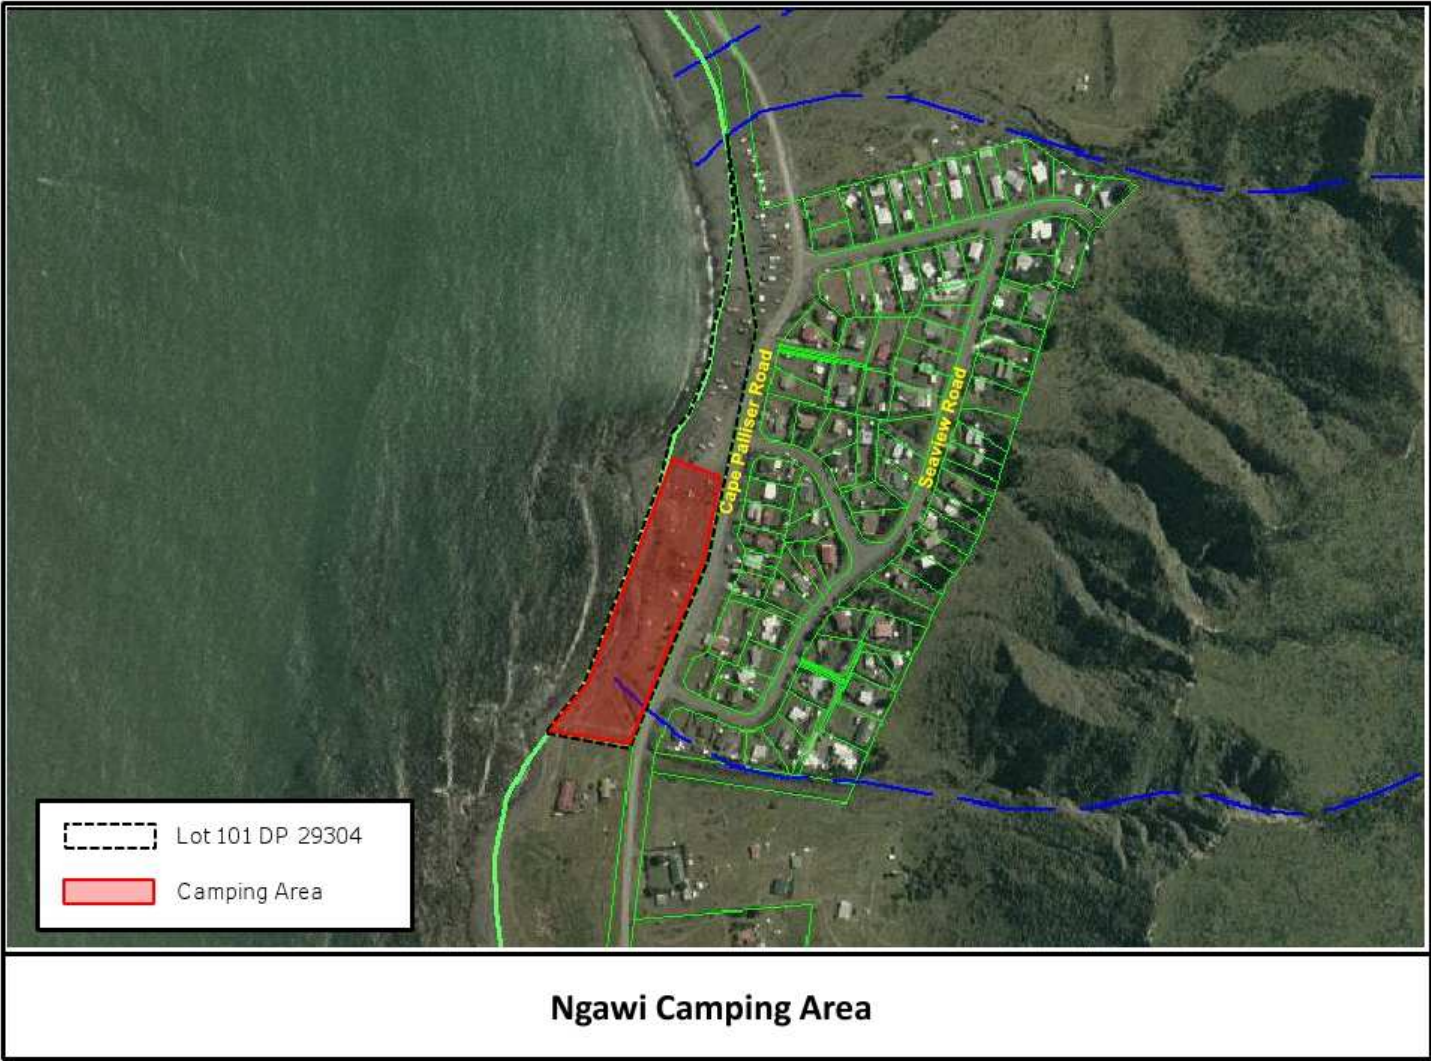 Cape Palliser Road
Seaview Road
Lot 101 DP 29304
Camping Area
Ngawi Camping Area